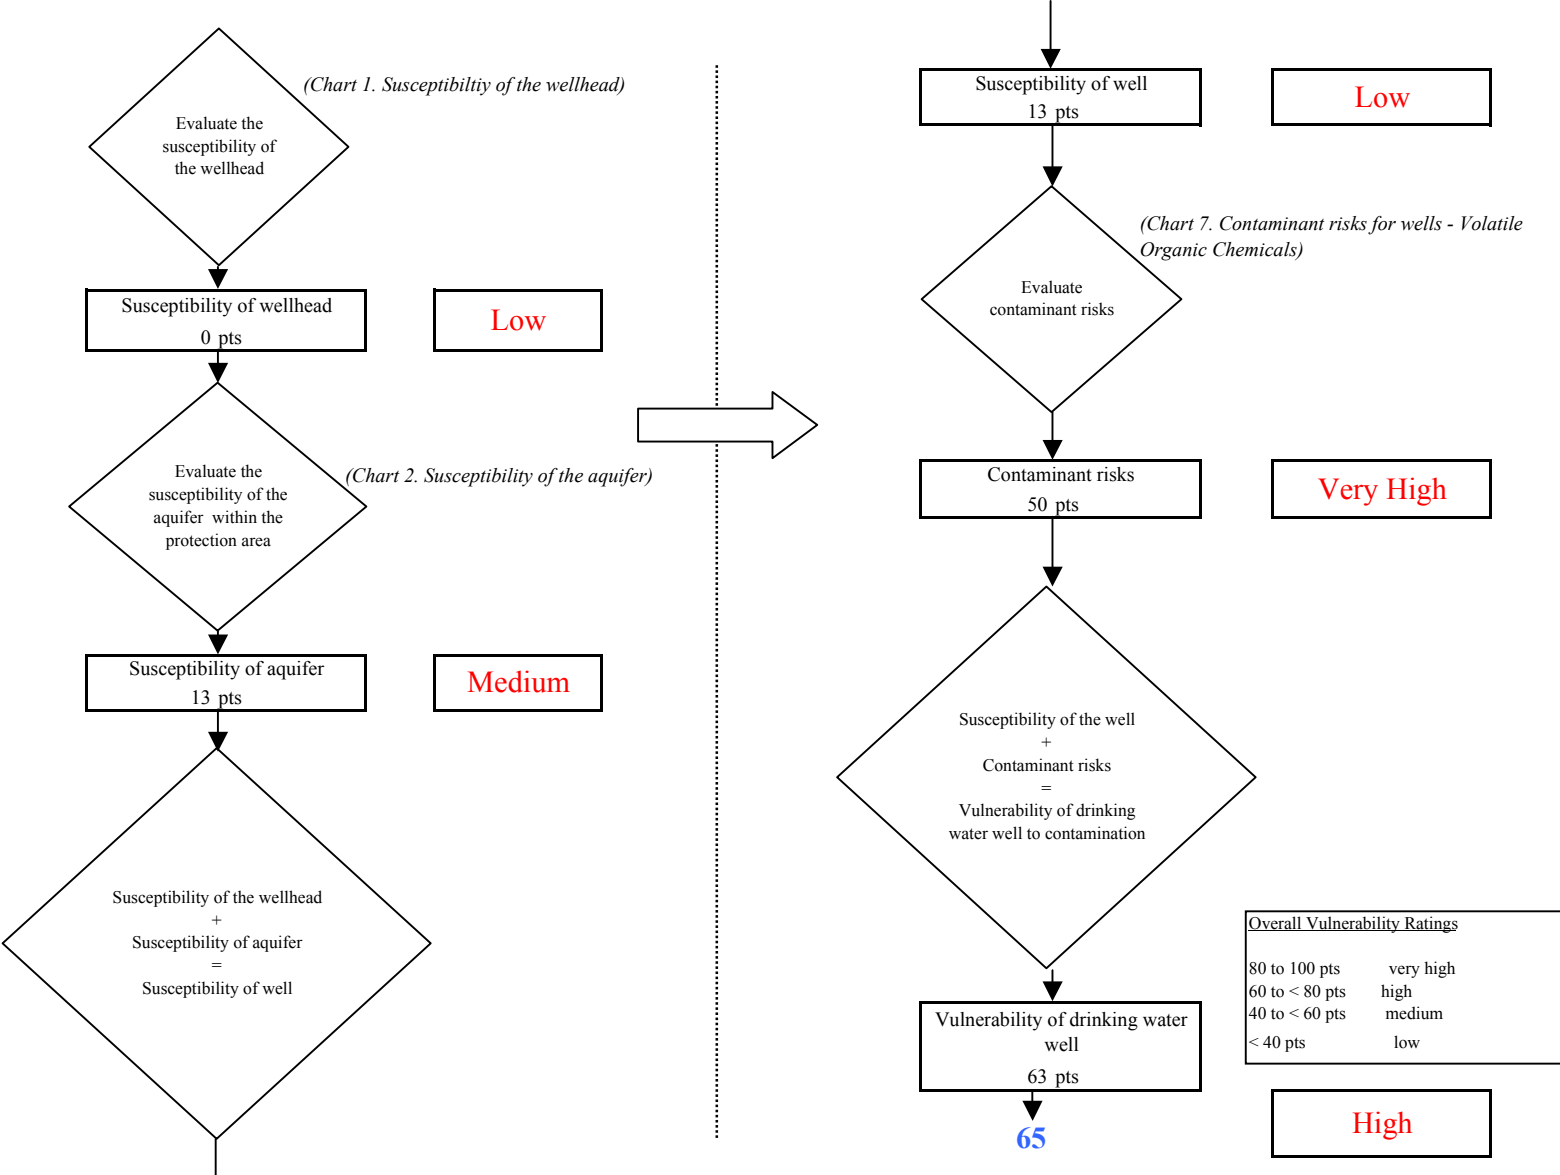 (Chart 1. Susceptibiltiy of the wellhead)
Evaluate the
susceptibility of
the wellhead
Susceptibility of wellhead
0 pts
Low
Evaluate the
susceptibility of the
aquifer within the
protection area
(Chart 2. Susceptibility of the aquifer)
Susceptibility of aquifer
13 pts
Medium
Susceptibility of the wellhead
+
Susceptibility of aquifer
=
Susceptibility of well
Susceptibility of well
13 pts
Low
(Chart 7. Contaminant risks for wells - Volatile
Organic Chemicals)
Evaluate
contaminant risks
Contaminant risks
50 pts
Very High
Susceptibility of the well
+
Contaminant risks
=
Vulnerability of drinking
water well to contamination
Overall Vulnerability Ratings
80 to 100 pts very high
60 to < 80 pts high
40 to < 60 pts medium
< 40 pts low
Vulnerability of drinking water
well
63 pts
65
High